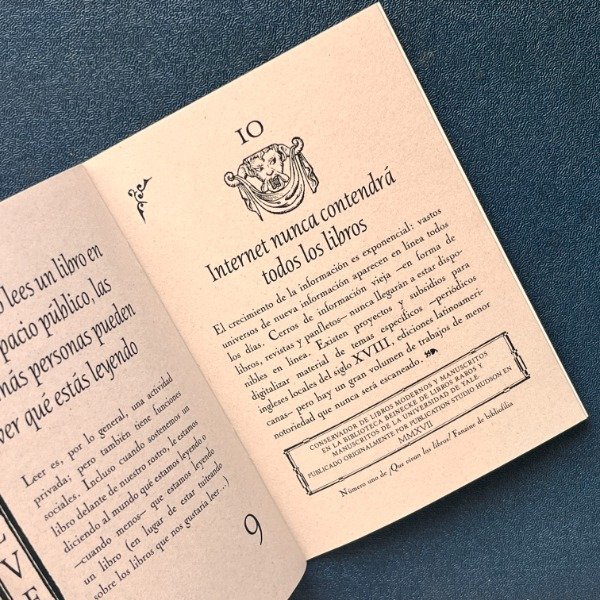 lees un libro en
pacio público, las
más personas pueden
ver qué estás leyendo
Leer es, por lo general, una actividad
privada; pero también tiene funciones
sociales. Incluso cuando sostenemos un
libro delante de nuestro rostro, le estamos
diciendo al mundo qué estamos leyendo o
—cuando menos— que estamos leyendo
un libro (en lugar de estar tuiteando
sobre los libros que nos gustaría leer...)
9
L
V
E
10
Internet nunca contendrá
todos los libros
El crecimiento de la información es exponencial: vastos
universos de nueva información aparecen en línea todos
los días. Cerros de información vieja —en forma de
libros, revistas y panfletos— nunca llegarán a estar dispo-
nibles en línea. Existen proyectos y subsidios para
digitializar material de temas específicos —periódicos
ingleses locales del siglo XVIII, ediciones latinoameri-
canas— pero hay un gran volumen de trabajos de menor
notoriedad que nunca será escaneado.
CONSERVADOR DE LIBROS MODERNOS Y MANUSCRITOS
EN LA BIBLIOTECA BEINECKE DE LIBROS RAROS Y
MANUSCRITOS DE LA UNIVERSIDAD DE YALE.
PUBLICADO ORIGINALMENTE POR PUBLICATION STUDIO HUDSON EN
MMXVII
Número uno de ¡Que vivan los libros! Fanzine de bibliofilia